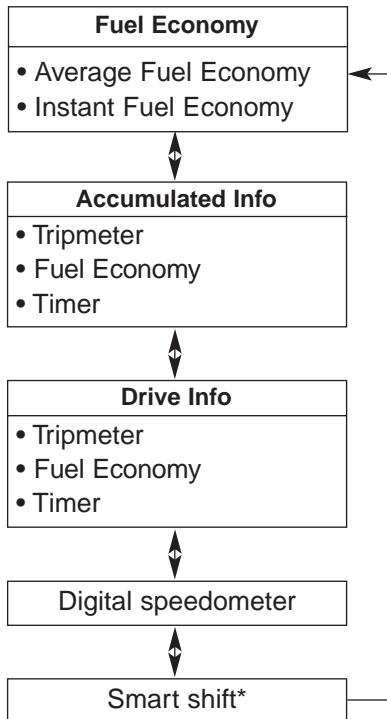 Fuel Economy
• Average Fuel Economy
• Instant Fuel Economy
Accumulated Info
• Tripmeter
• Fuel Economy
• Timer
Drive Info
• Tripmeter
• Fuel Economy
• Timer
Digital speedometer
Smart shift*